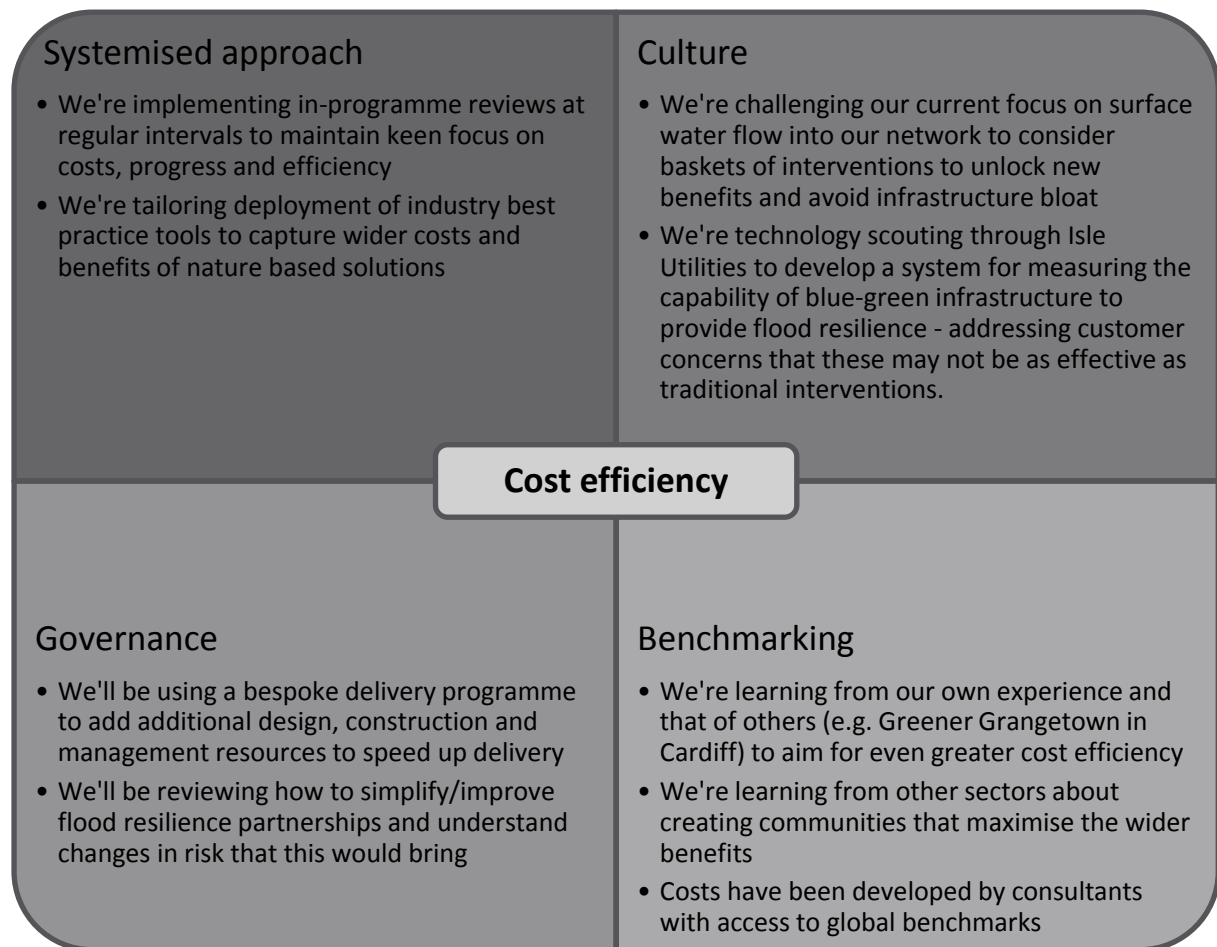 Systemised approach
• We're implementing in-programme reviews at
regular intervals to maintain keen focus on
costs, progress and efficiency
• We're tailoring deployment of industry best
practice tools to capture wider costs and
benefits of nature based solutions
Culture
• We're challenging our current focus on surface
water flow into our network to consider
baskets of interventions to unlock new
benefits and avoid infrastructure bloat
• We're technology scouting through Isle
Utilities to develop a system for measuring the
capability of blue-green infrastructure to
provide flood resilience - addressing customer
concerns that these may not be as effective as
traditional interventions.
Cost efficiency
Governance
• We'll be using a bespoke delivery programme
to add additional design, construction and
management resources to speed up delivery
• We'll be reviewing how to simplify/improve
flood resilience partnerships and understand
changes in risk that this would bring
Benchmarking
• We're learning from our own experience and
that of others (e.g. Greener Grangetown in
Cardiff) to aim for even greater cost efficiency
• We're learning from other sectors about
creating communities that maximise the wider
benefits
• Costs have been developed by consultants
with access to global benchmarks